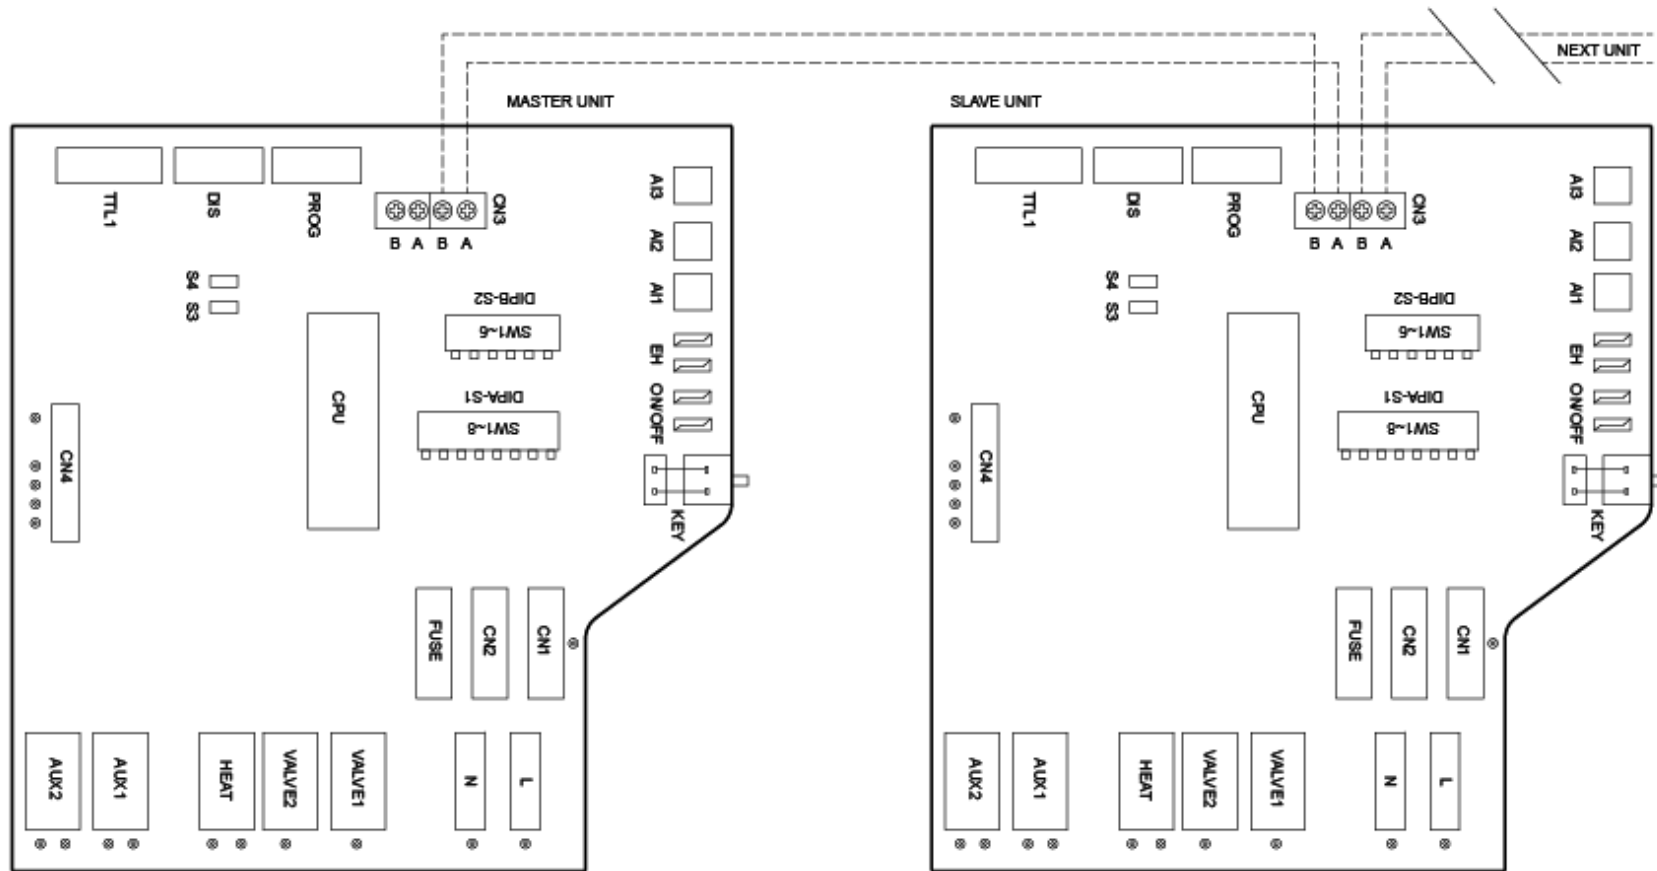 NEXT UNIT
MASTER UNIT
SLAVE UNIT
TTL1
DIS
PROG
CN3
B A B A
AI3
AI2
AI1
S4
S3
DIPB-S2
SW1~6
DIPA-S1
SW1~8
EH
ON/OFF
KEY
CPU
CN4
FUSE
CN2
CN1
AUX2
AUX1
HEAT
VALVE2
VALVE1
N
L
TTL1
DIS
PROG
CN3
B A B A
AI3
AI2
AI1
S4
S3
DIPB-S2
SW1~6
DIPA-S1
SW1~8
EH
ON/OFF
KEY
CPU
CN4
FUSE
CN2
CN1
AUX2
AUX1
HEAT
VALVE2
VALVE1
N
L